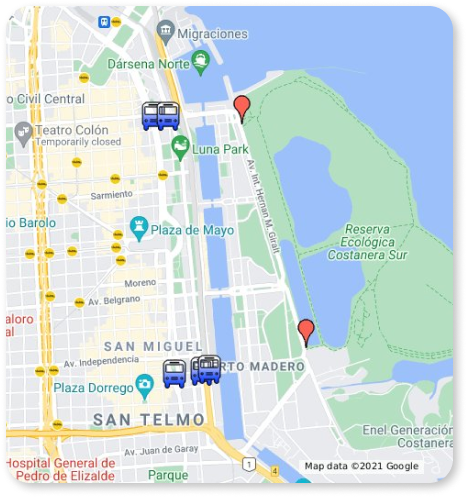 Migraciones
Dársena Norte
o Civil Central
Teatro Colón
Temporarily closed
Luna Park
Av. Int. Hernan M. Giralt
Sarmiento
io Barolo
Plaza de Mayo
Reserva
Ecológica
Costanera Sur
Moreno
Av. Belgrano
aloro
al
SAN MIGUEL
Av. Independencia
RTO MADERO
Plaza Dorrego
SAN TELMO
Enel Generación
Costanera
Av. Juan de Garay
Hospital General de
Pedro de Elizalde
Parque
1
4
Map data ©2021 Google